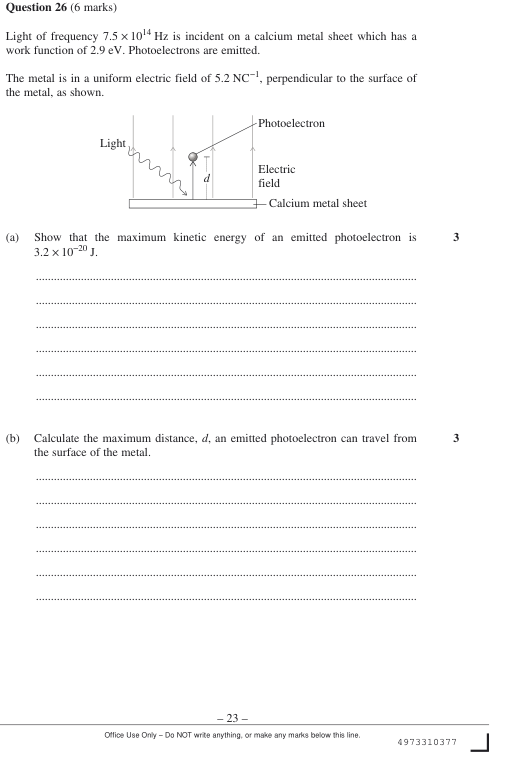 Question 26 (6 marks)
Light of frequency 7.5 × 10¹⁴ Hz is incident on a calcium metal sheet which has a
work function of 2.9 eV. Photoelectrons are emitted.
The metal is in a uniform electric field of 5.2 NC⁻¹, perpendicular to the surface of
the metal, as shown.
Photoelectron
Light
d
Electric
field
Calcium metal sheet
(a) Show that the maximum kinetic energy of an emitted photoelectron is 3
3.2 × 10⁻²⁰ J.
(b) Calculate the maximum distance, d, an emitted photoelectron can travel from 3
the surface of the metal.
– 23 –
Office Use Only – Do NOT write anything, or make any marks below this line.
4973310377